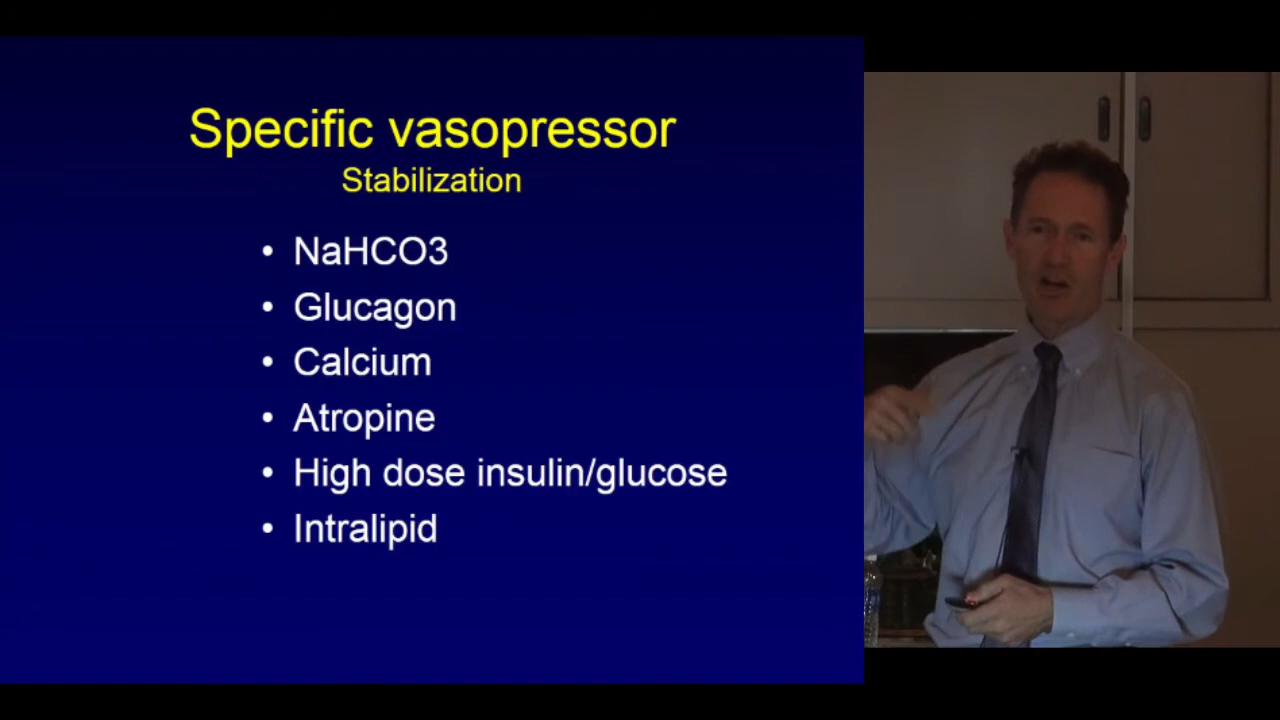 Specific vasopressor
Stabilization
• NaHCO3
• Glucagon
• Calcium
• Atropine
• High dose insulin/glucose
• Intralipid